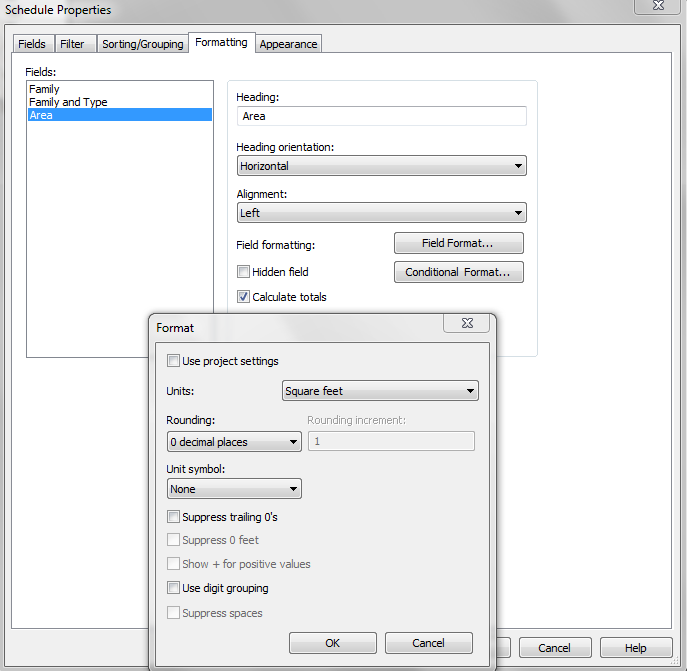 Schedule Properties
Fields Filter Sorting/Grouping Formatting Appearance
Fields:
Family
Family and Type
Area
Heading:
Area
Heading orientation:
Horizontal
Alignment:
Left
Field formatting:
Field Format...
Hidden field
Conditional Format...
Calculate totals
Format
Use project settings
Units:
Square feet
Rounding:
Rounding increment:
0 decimal places
1
Unit symbol:
None
Suppress trailing 0's
Suppress 0 feet
Show + for positive values
Use digit grouping
Suppress spaces
OK
Cancel
Cancel
Help